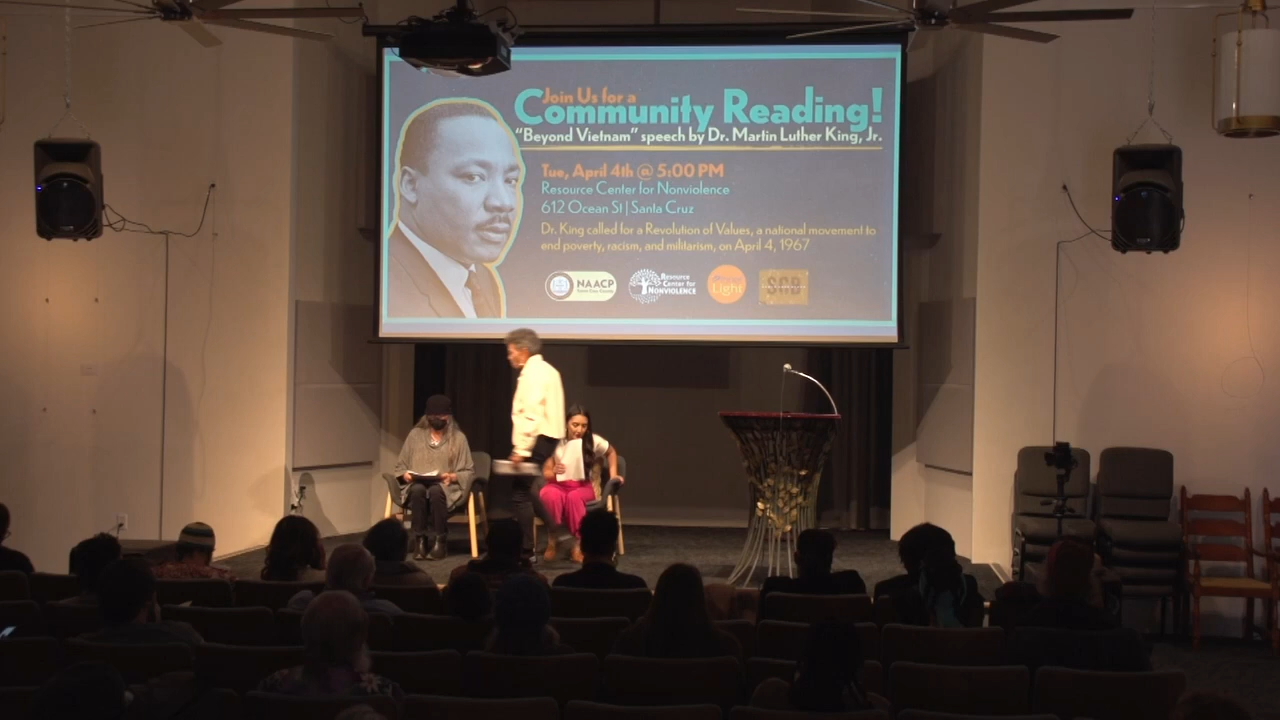 Join Us for a
Community Reading!
"Beyond Vietnam" speech by Dr. Martin Luther King, Jr.
Tue, April 4th @ 5:00 PM
Resource Center for Nonviolence
612 Ocean St | Santa Cruz
Dr. King called for a Revolution of Values, a national movement to
end poverty, racism, and militarism, on April 4, 1967
NAACP
Resource
Center for
Nonviolence
Light
SCB